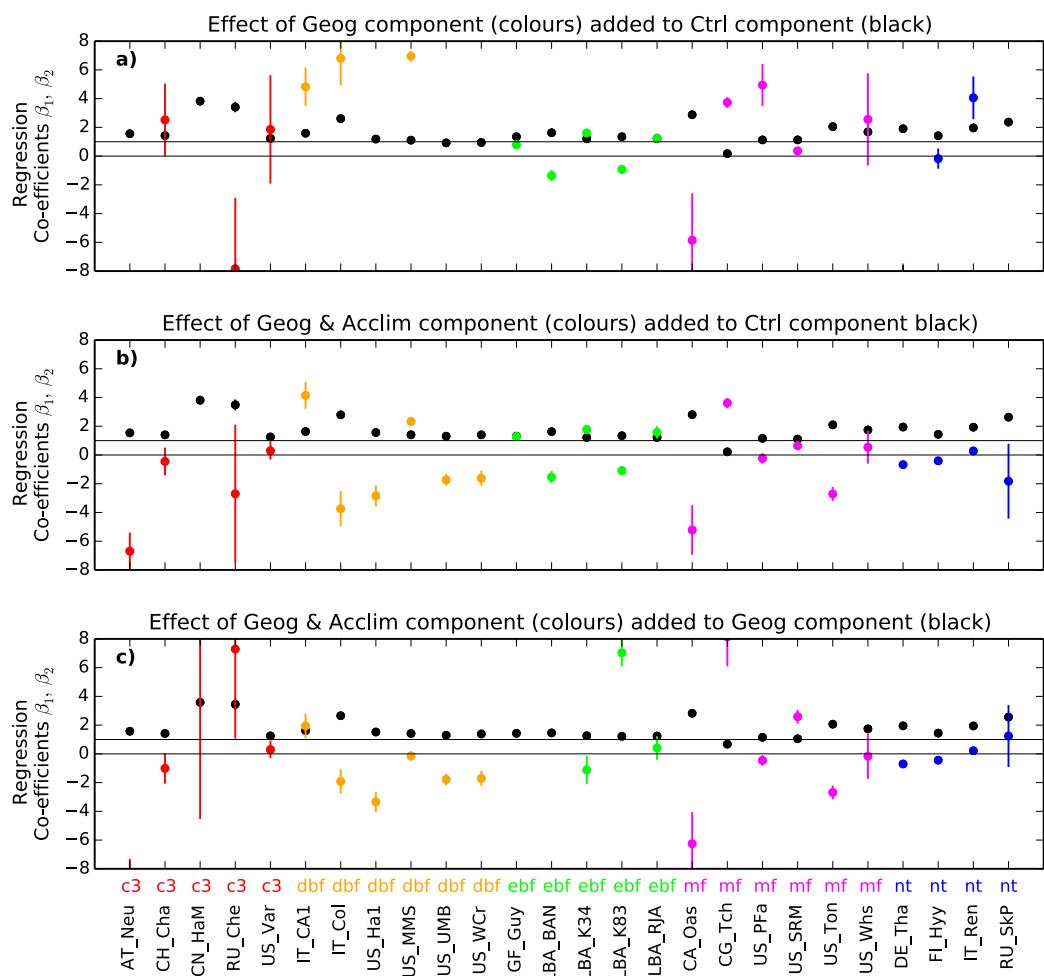 Effect of Geog component (colours) added to Ctrl component (black)
a)
8
6
4
2
0
−2
−4
−6
−8
Regression
Co-efficients β1, β2
Effect of Geog & Acclim component (colours) added to Ctrl component black)
b)
8
6
4
2
0
−2
−4
−6
−8
Regression
Co-efficients β1, β2
Effect of Geog & Acclim component (colours) added to Geog component (black)
c)
8
6
4
2
0
−2
−4
−6
−8
Regression
Co-efficients β1, β2
c3 c3 c3 c3 c3 dbf dbf dbf dbf dbf dbf ebf ebf ebf ebf ebf mf mf mf mf mf mf nt nt nt nt
AT_Neu
CH_Cha
CN_HaM
RU_Che
US_Var
IT_CA1
IT_Col
US_Ha1
US_MMS
US_UMB
US_WCr
GF_Guy
LBA_BAN
LBA_K34
LBA_K83
LBA_RJA
CA_Oas
CG_Tch
US_PFa
US_SRM
US_Ton
US_Whs
DE_Tha
FI_Hyy
IT_Ren
RU_SkP